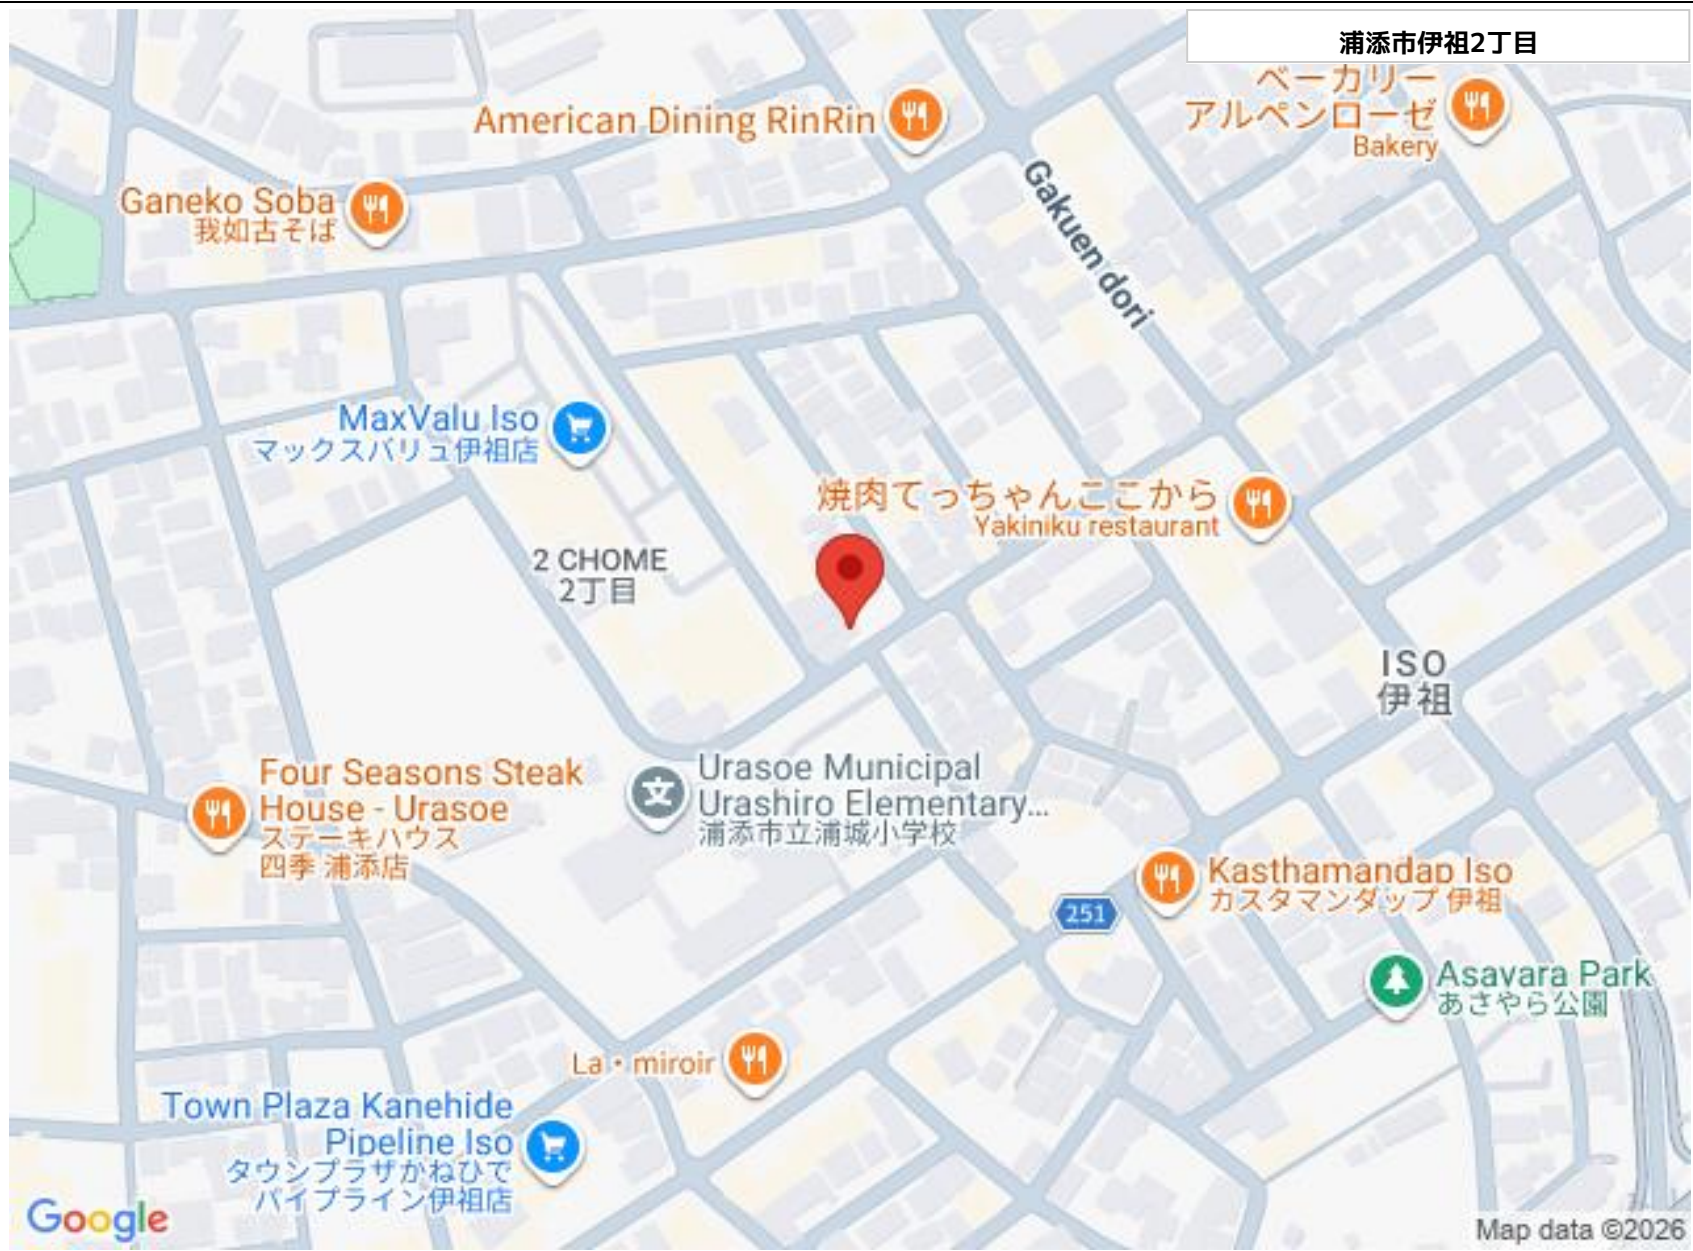 浦添市伊祖2丁目
ベーカリー
アルペンローゼ
Bakery
American Dining RinRin
Gakuen dori
Ganeko Soba
我如古そば
MaxValu Iso
マックスバリュ伊祖店
焼肉てっちゃんここから
Yakiniku restaurant
2 CHOME
2丁目
ISO
伊祖
Four Seasons Steak
House - Urasoe
ステーキハウス
四季 浦添店
文
Urasoe Municipal
Urashiro Elementary...
浦添市立浦城小学校
Kasthamandap Iso
カスタマンダップ 伊祖
251
Asavara Park
あさやら公園
La・miroir
Town Plaza Kanehide
Pipeline Iso
タウンプラザかねひで
パイプライン伊祖店
Google
Map data ©2026